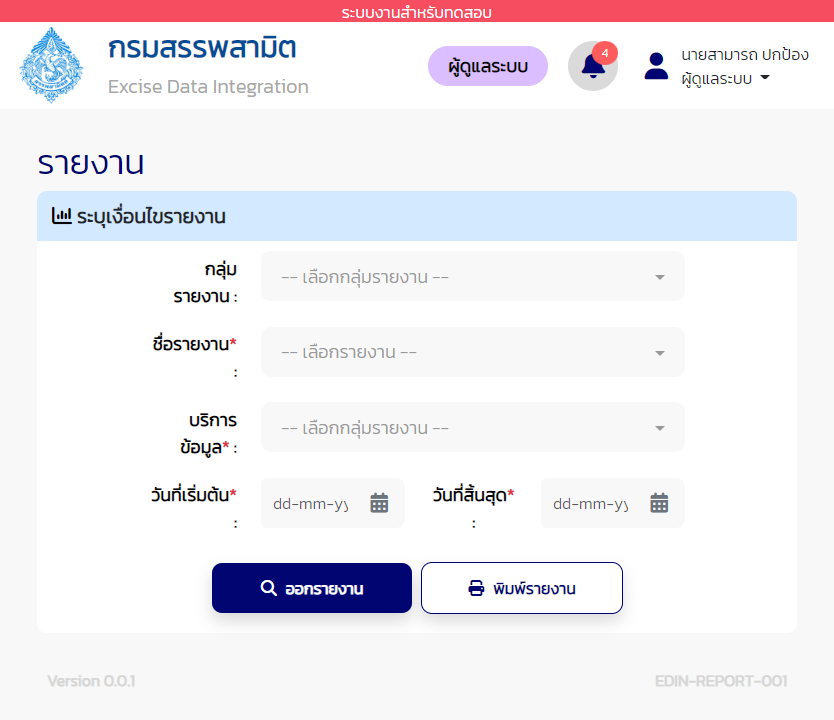 ระบบงานสำหรับทดสอบ
กรมสรรพสามิต
Excise Data Integration
ผู้ดูแลระบบ
4
นายสามารถ ปกป้อง
ผู้ดูแลระบบ
รายงาน
ระบุเงื่อนไขรายงาน
กลุ่ม
รายงาน :
-- เลือกกลุ่มรายงาน --
ชื่อรายงาน*
:
-- เลือกรายงาน --
บริการ
ข้อมูล* :
-- เลือกกลุ่มรายงาน --
วันที่เริ่มต้น*
:
dd-mm-yy
วันที่สิ้นสุด*
:
dd-mm-yy
ออกรายงาน
พิมพ์รายงาน
Version 0.0.1
EDIN-REPORT-001